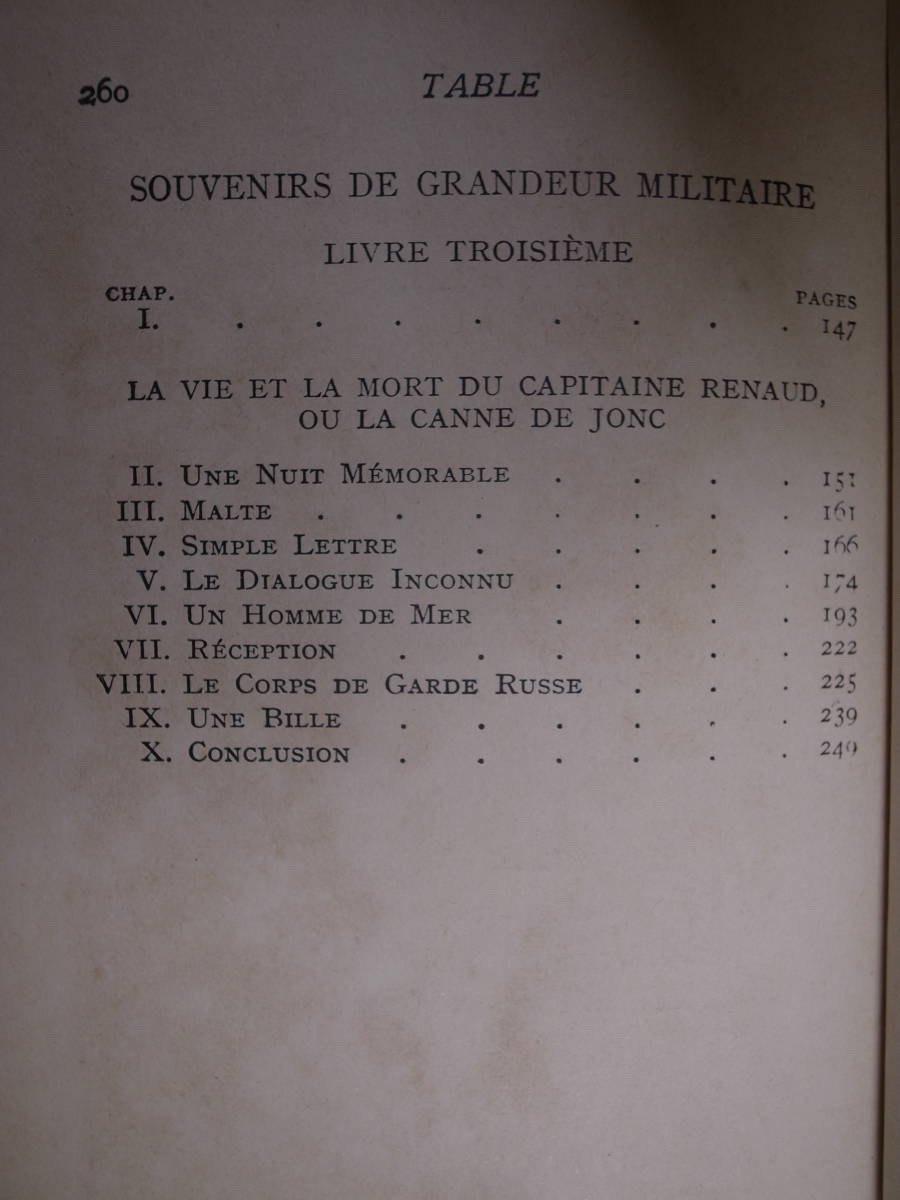 260 TABLE
SOUVENIRS DE GRANDEUR MILITAIRE
LIVRE TROISIÈME
CHAP. PAGES
I. . . . . . . . . 147
LA VIE ET LA MORT DU CAPITAINE RENAUD,
OU LA CANNE DE JONC
II. UNE NUIT MÉMORABLE . . . . 151
III. MALTE . . . . . . . 161
IV. SIMPLE LETTRE . . . . . 166
V. LE DIALOGUE INCONNU . . . . 174
VI. UN HOMME DE MER . . . . 193
VII. RÉCEPTION . . . . . . 222
VIII. LE CORPS DE GARDE RUSSE . . . 225
IX. UNE BILLE . . . . . . 239
X. CONCLUSION . . . . . . 249